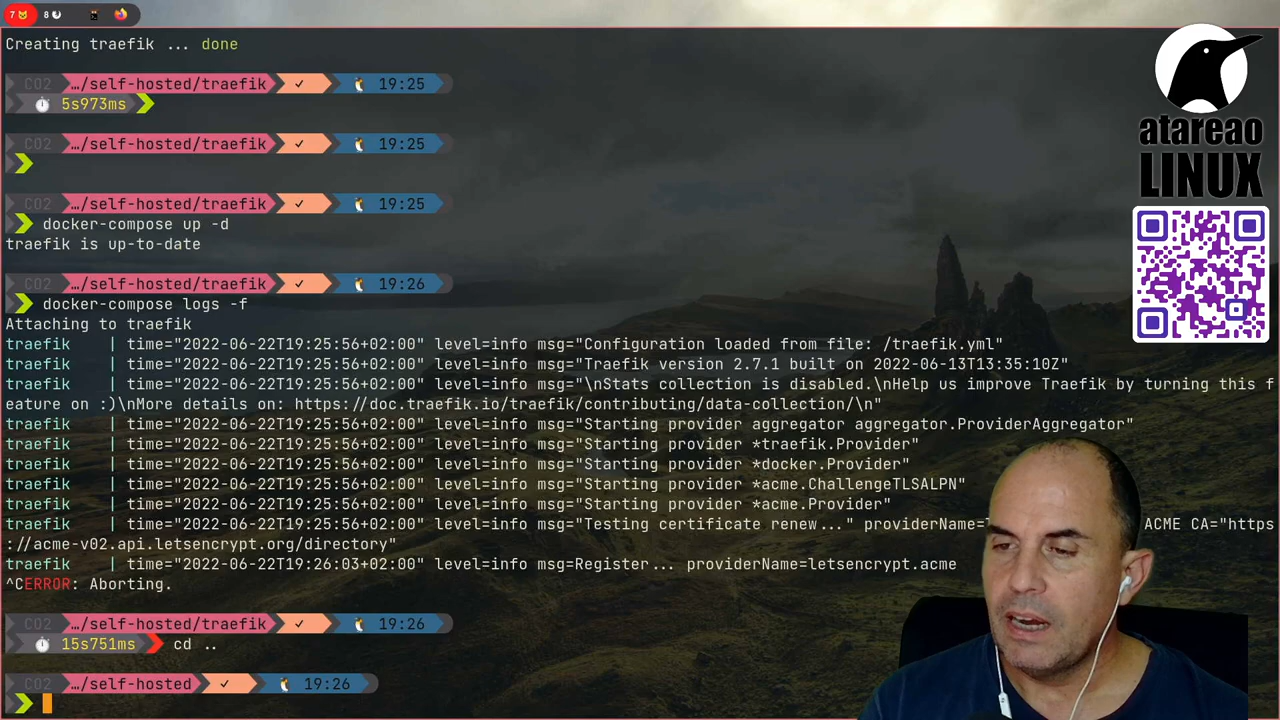 7 8
Creating traefik ... done
CO2 …/self-hosted/traefik ✓ 19:25
5s973ms
CO2 …/self-hosted/traefik ✓ 19:25
CO2 …/self-hosted/traefik ✓ 19:25
docker-compose up -d
traefik is up-to-date
CO2 …/self-hosted/traefik ✓ 19:26
docker-compose logs -f
Attaching to traefik
traefik | time="2022-06-22T19:25:56+02:00" level=info msg="Configuration loaded from file: /traefik.yml"
traefik | time="2022-06-22T19:25:56+02:00" level=info msg="Traefik version 2.7.1 built on 2022-06-13T13:35:10Z"
traefik | time="2022-06-22T19:25:56+02:00" level=info msg="\nStats collection is disabled.\nHelp us improve Traefik by turning this f
eature on :)\nMore details on: https://doc.traefik.io/traefik/contributing/data-collection/\n"
traefik | time="2022-06-22T19:25:56+02:00" level=info msg="Starting provider aggregator aggregator.ProviderAggregator"
traefik | time="2022-06-22T19:25:56+02:00" level=info msg="Starting provider *traefik.Provider"
traefik | time="2022-06-22T19:25:56+02:00" level=info msg="Starting provider *docker.Provider"
traefik | time="2022-06-22T19:25:56+02:00" level=info msg="Starting provider *acme.ChallengeTLSALPN"
traefik | time="2022-06-22T19:25:56+02:00" level=info msg="Starting provider *acme.Provider"
traefik | time="2022-06-22T19:25:56+02:00" level=info msg="Testing certificate renew..." providerName= ACME CA="https
://acme-v02.api.letsencrypt.org/directory"
traefik | time="2022-06-22T19:26:03+02:00" level=info msg=Register... providerName=letsencrypt.acme
^CERROR: Aborting.
CO2 …/self-hosted/traefik ✓ 19:26
15s751ms cd ..
CO2 …/self-hosted ✓ 19:26
atareao
LINUX